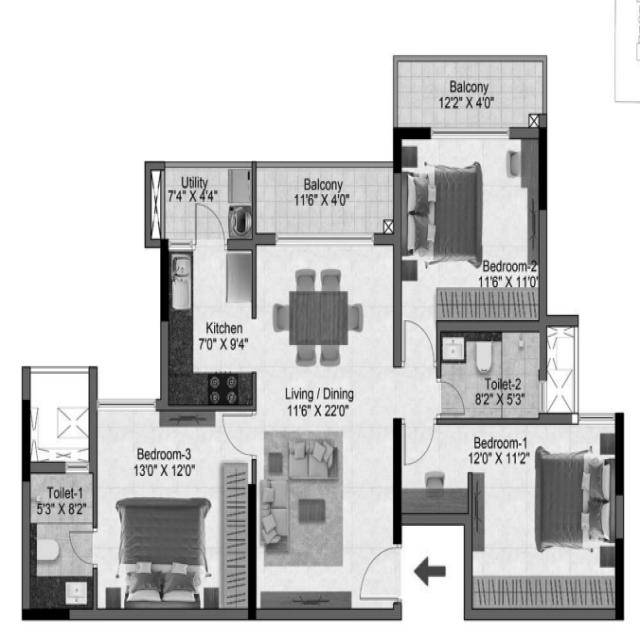 Balcony
12'2" X 4'0"
Utility
7'4" X 4'4"
Balcony
11'6" X 4'0"
Bedroom-2
11'6" X 11'0"
Kitchen
7'0" X 9'4"
Toilet-2
8'2" X 5'3"
Living / Dining
11'6" X 22'0"
Bedroom-3
13'0" X 12'0"
Bedroom-1
12'0" X 11'2"
Toilet-1
5'3" X 8'2"